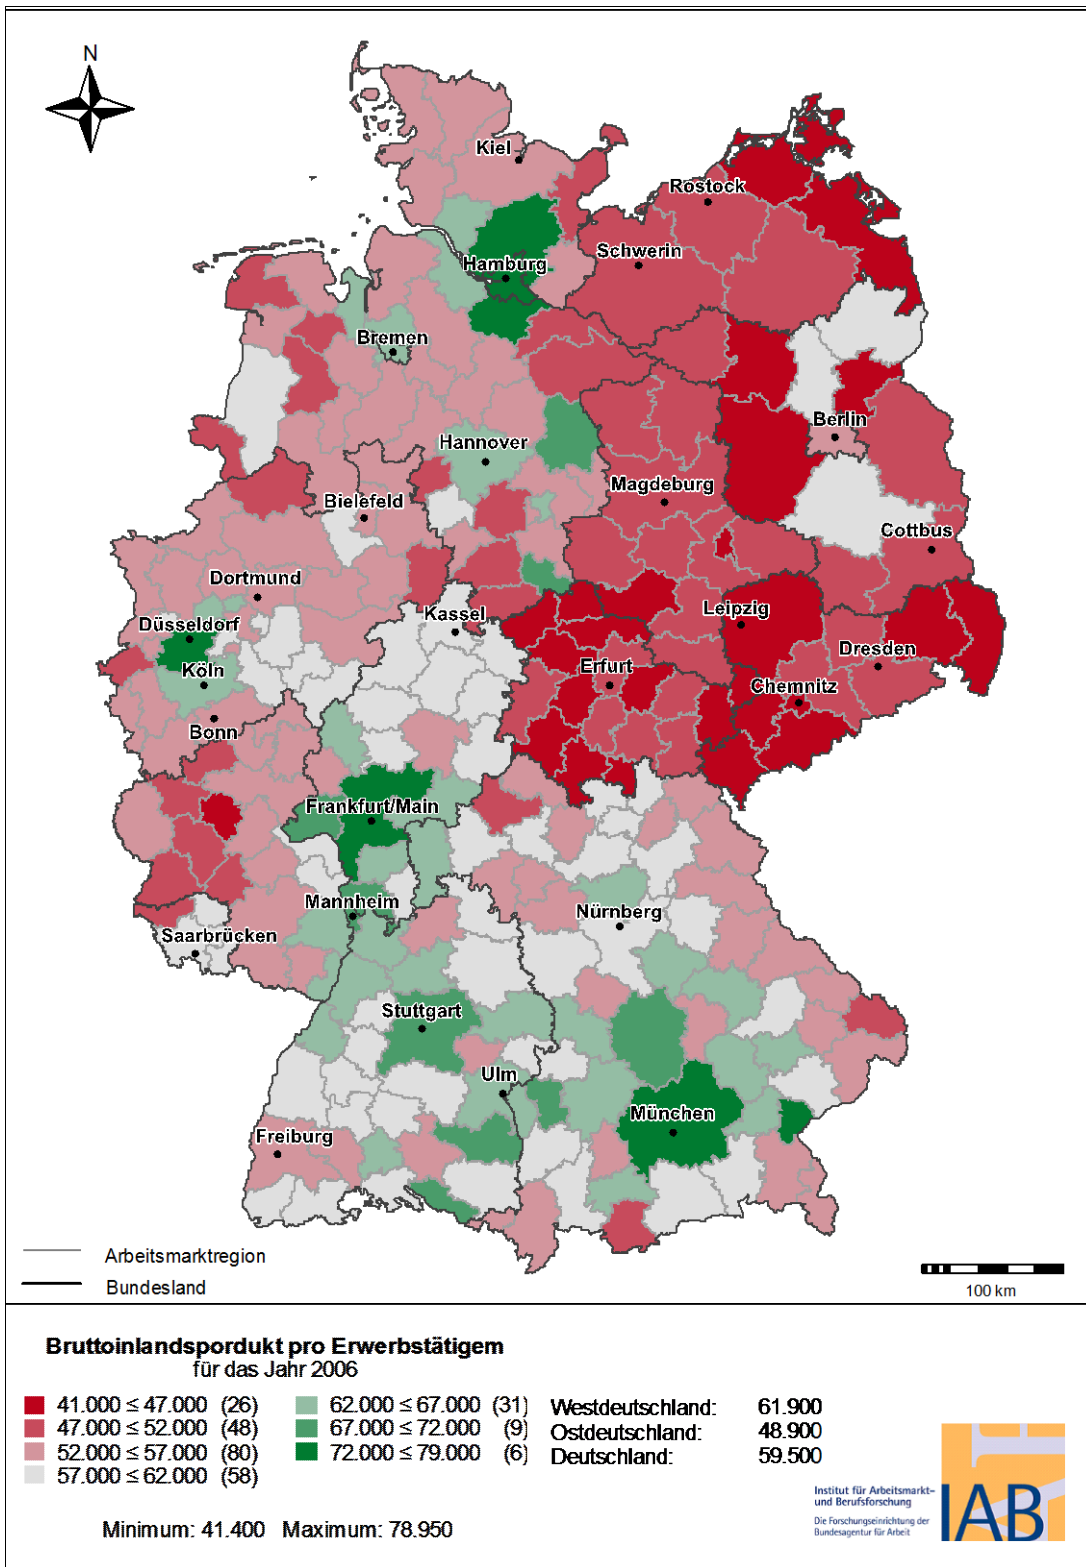 N
Kiel
Rostock
Schwerin
Hamburg
Bremen
Berlin
Hannover
Magdeburg
Bielefeld
Cottbus
Dortmund
Leipzig
Kassel
Düsseldorf
Dresden
Köln
Erfurt
Chemnitz
Bonn
Frankfurt/Main
Mannheim
Nürnberg
Saarbrücken
Stuttgart
Ulm
München
Freiburg
Arbeitsmarktregion
Bundesland
100 km
Bruttoinlandspordukt pro Erwerbstätigem
für das Jahr 2006
41.000 ≤ 47.000 (26) 62.000 ≤ 67.000 (31) Westdeutschland: 61.900
47.000 ≤ 52.000 (48) 67.000 ≤ 72.000 (9) Ostdeutschland: 48.900
52.000 ≤ 57.000 (80) 72.000 ≤ 79.000 (6) Deutschland: 59.500
57.000 ≤ 62.000 (58)
Minimum: 41.400 Maximum: 78.950
Institut für Arbeitsmarkt-
und Berufsforschung
Die Forschungseinrichtung der
Bundesagentur für Arbeit
IAB